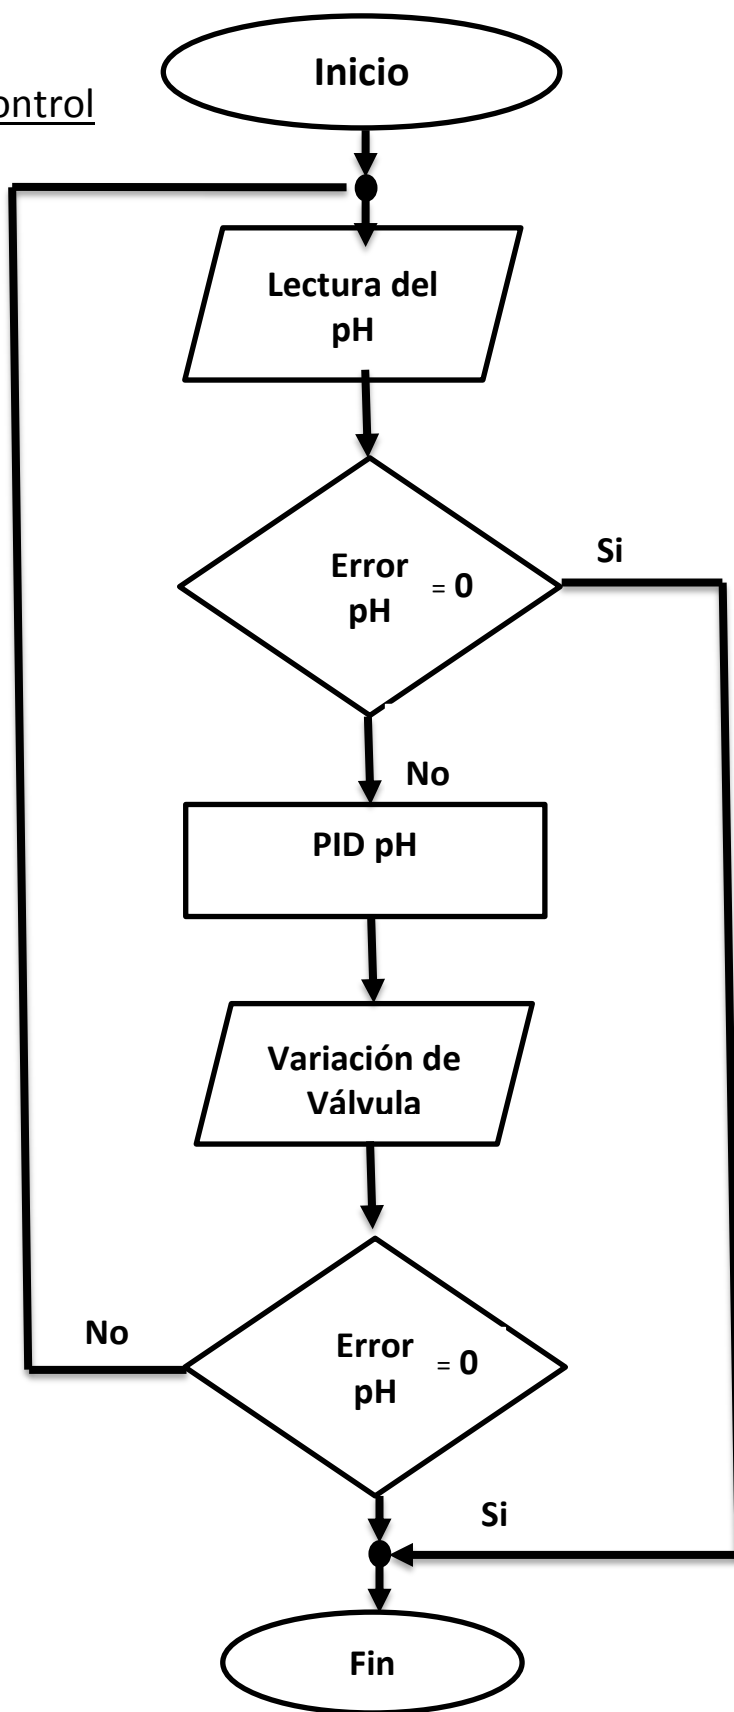 Inicio
ontrol
Lectura del
pH
Si
Error
pH = 0
No
PID pH
Variación de
Válvula
No
Error
pH = 0
Si
Fin